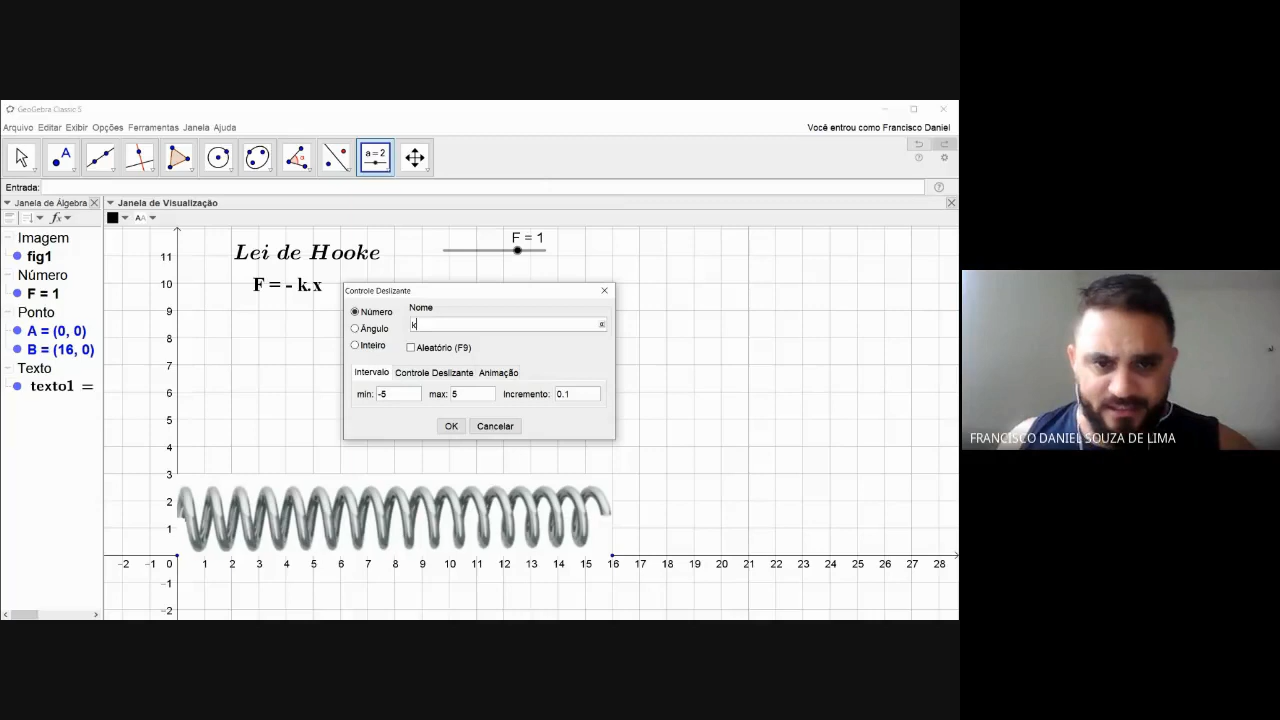 GeoGebra Classic 5
Arquivo Editar Exibir Opções Ferramentas Janela Ajuda
Você entrou como Francisco Daniel
a=2
Entrada:
Janela de Álgebra
Janela de Visualização
AA
Imagem
fig1
Número
F = 1
Ponto
A = (0, 0)
B = (16, 0)
Texto
texto1 =
Lei de Hooke
F = - k.x
F = 1
Controle Deslizante
Número
Ângulo
Inteiro
Nome
k
α
Aleatório (F9)
Intervalo Controle Deslizante Animação
min: -5 max: 5 Incremento: 0.1
OK Cancelar
11
10
9
8
7
6
5
4
3
2
1
−2 −1 0 1 2 3 4 5 6 7 8 9 10 11 12 13 14 15 16 17 18 19 20 21 22 23 24 25 26 27 28
−1
−2
FRANCISCO DANIEL SOUZA DE LIMA